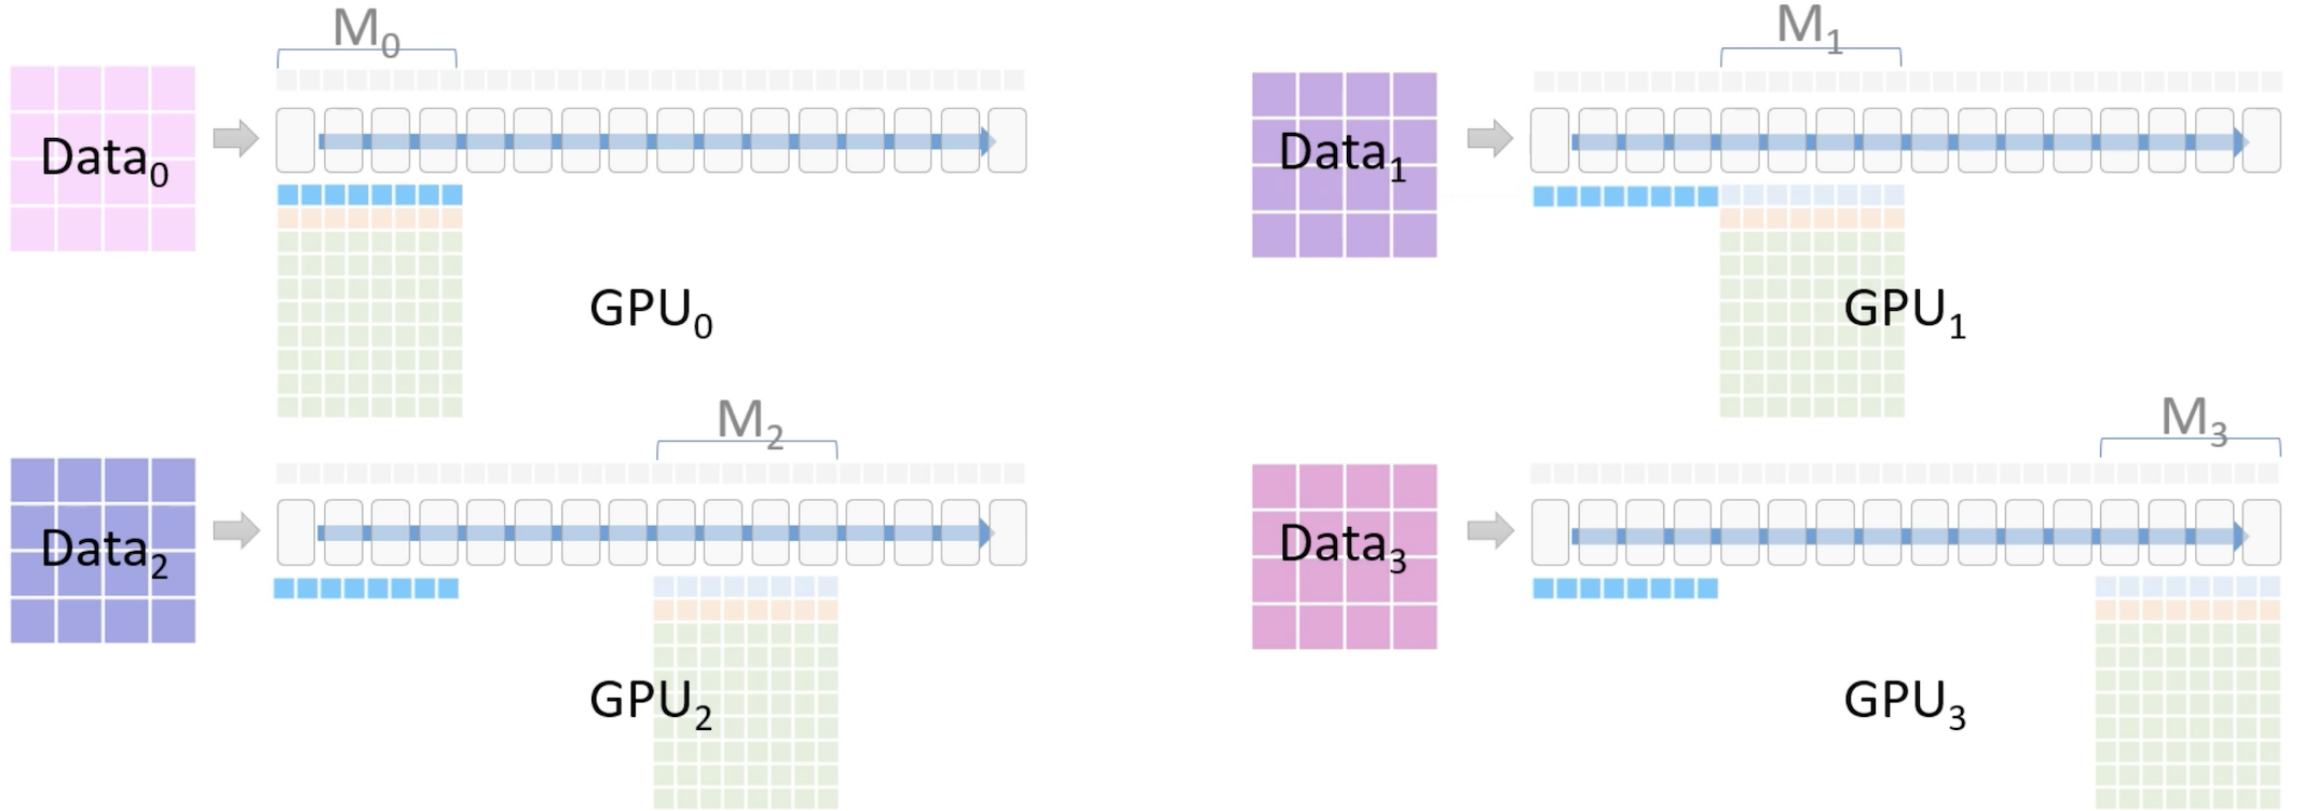 M₀
M₁
Data₀
Data₁
GPU₀
GPU₁
M₂
M₃
Data₂
Data₃
GPU₂
GPU₃